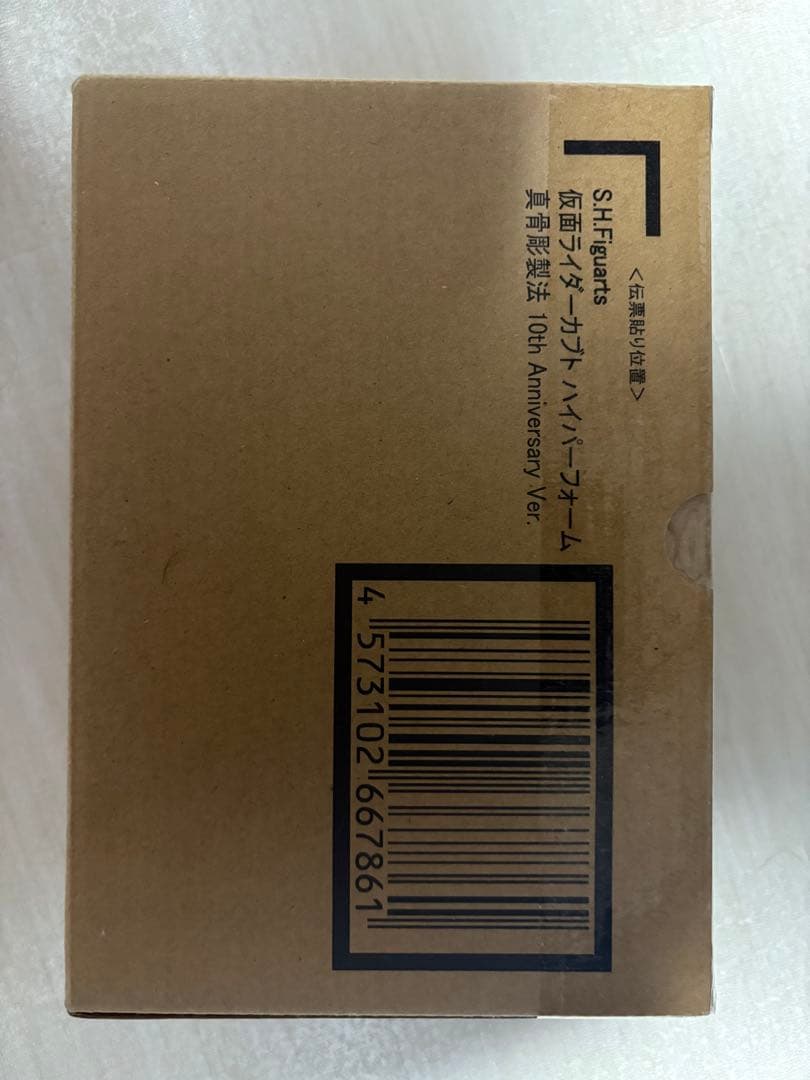 <伝票貼り位置>
S.H.Figuarts
仮面ライダーカブト ハイパーフォーム
真骨彫製法 10th Anniversary Ver.
4 573102 667861